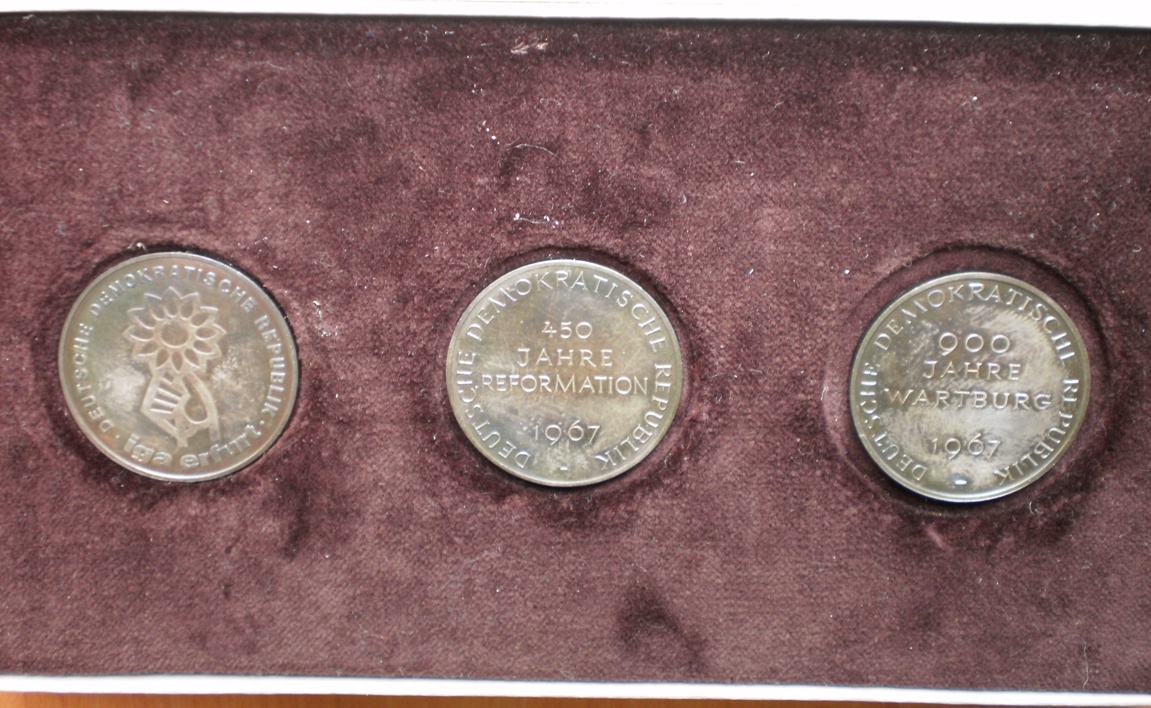 DEUTSCHE DEMOKRATISCHE REPUBLIK
iga erfurt
DEUTSCHE DEMOKRATISCHE REPUBLIK
450
JAHRE
REFORMATION
1967
DEUTSCHE DEMOKRATISCHE REPUBLIK
900
JAHRE
WARTBURG
1967